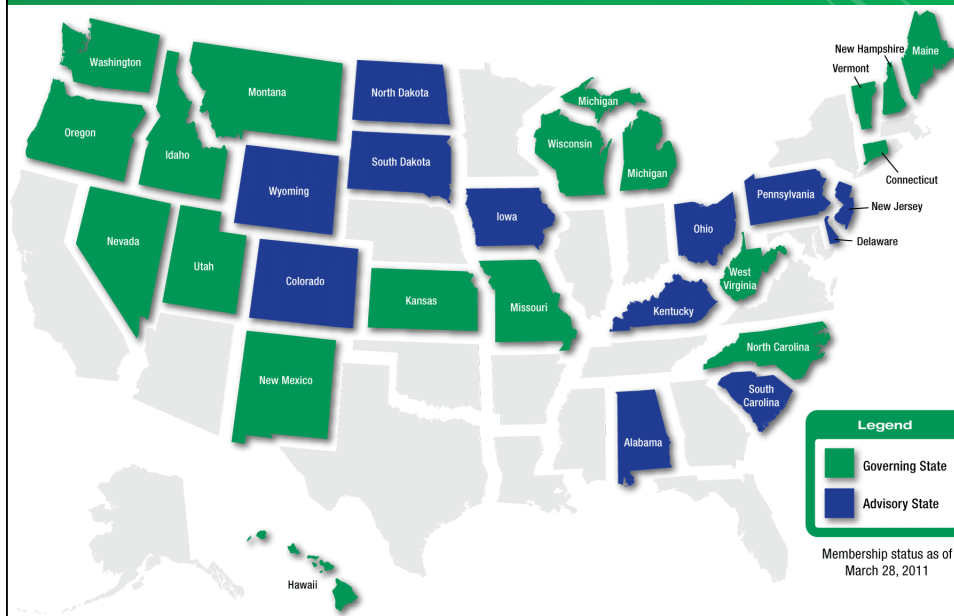 Washington
Oregon
Idaho
Montana
North Dakota
South Dakota
Wyoming
Nevada
Utah
Colorado
New Mexico
Kansas
Iowa
Missouri
Wisconsin
Michigan
Michigan
Ohio
Kentucky
Alabama
West
Virginia
North Carolina
South
Carolina
Pennsylvania
New Hampshire
Vermont
Maine
Connecticut
New Jersey
Delaware
Hawaii
Legend
Governing State
Advisory State
Membership status as of
March 28, 2011